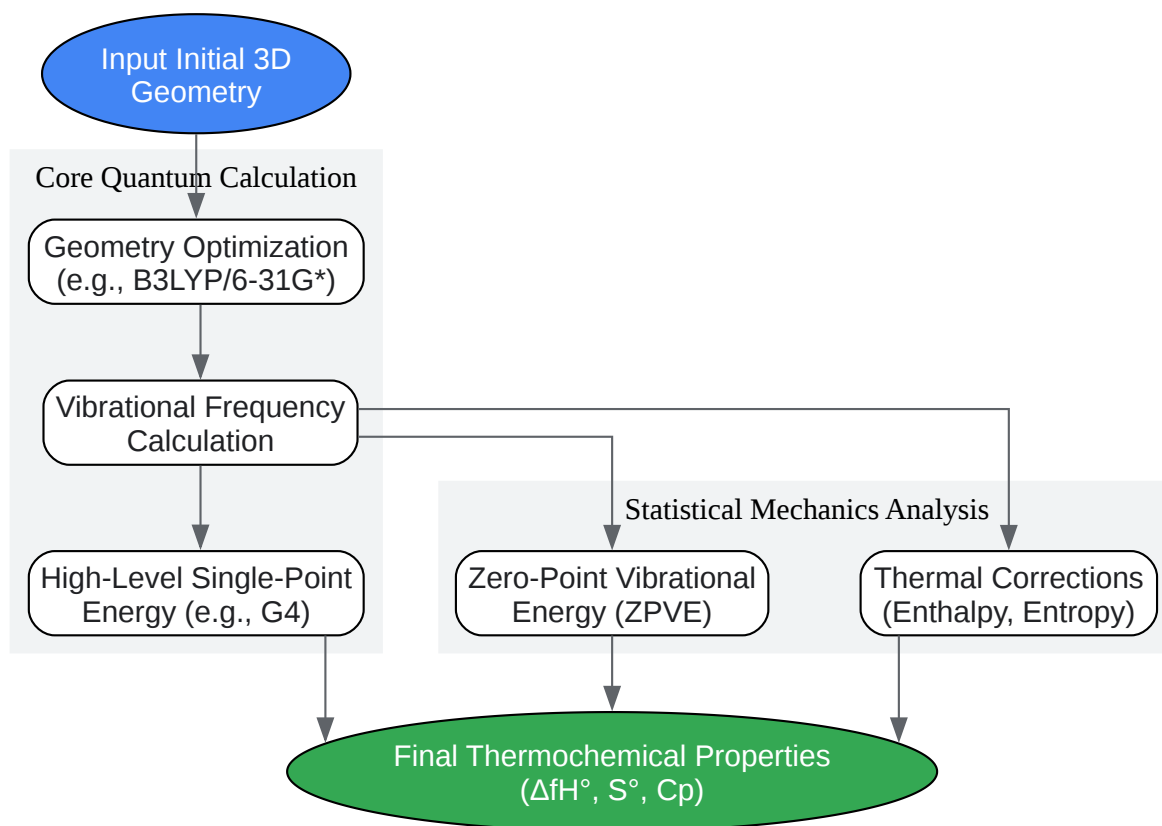 Input Initial 3D
Geometry
Core Quantum Calculation
Geometry Optimization
(e.g., B3LYP/6-31G*)
Vibrational Frequency
Calculation
Statistical Mechanics Analysis
High-Level Single-Point
Energy (e.g., G4)
Zero-Point Vibrational
Energy (ZPVE)
Thermal Corrections
(Enthalpy, Entropy)
Final Thermochemical Properties
(ΔfH°, S°, Cp)